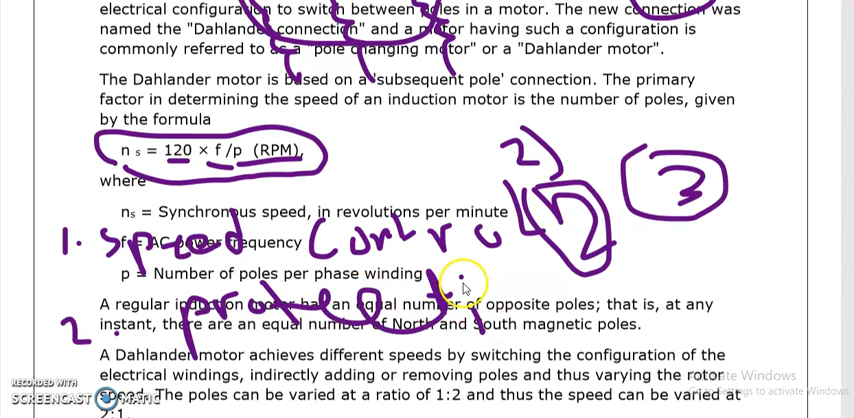 electrical configuration to switch between poles in a motor. The new connection was
named the "Dahlander connection" and a motor having such a configuration is
commonly referred to as a "pole changing motor" or a "Dahlander motor".
The Dahlander motor is based on a 'subsequent pole' connection. The primary
factor in determining the speed of an induction motor is the number of poles, given
by the formula
n s = 120 × f /p (RPM),
2)
3
where
ns = Synchronous speed, in revolutions per minute
1. Speed Control
f = AC power frequency
p = Number of poles per phase winding
A regular induction motor has an equal number of opposite poles; that is, at any
2.
instant, there are an equal number of North and South magnetic poles.
A Dahlander motor achieves different speeds by switching the configuration of the
electrical windings, indirectly adding or removing poles and thus varying the rotor
speed. The poles can be varied at a ratio of 1:2 and thus the speed can be varied at
2:1.
Activate Windows
Go to Settings to activate Windows.
RECORDED WITH
SCREENCAST MATIC